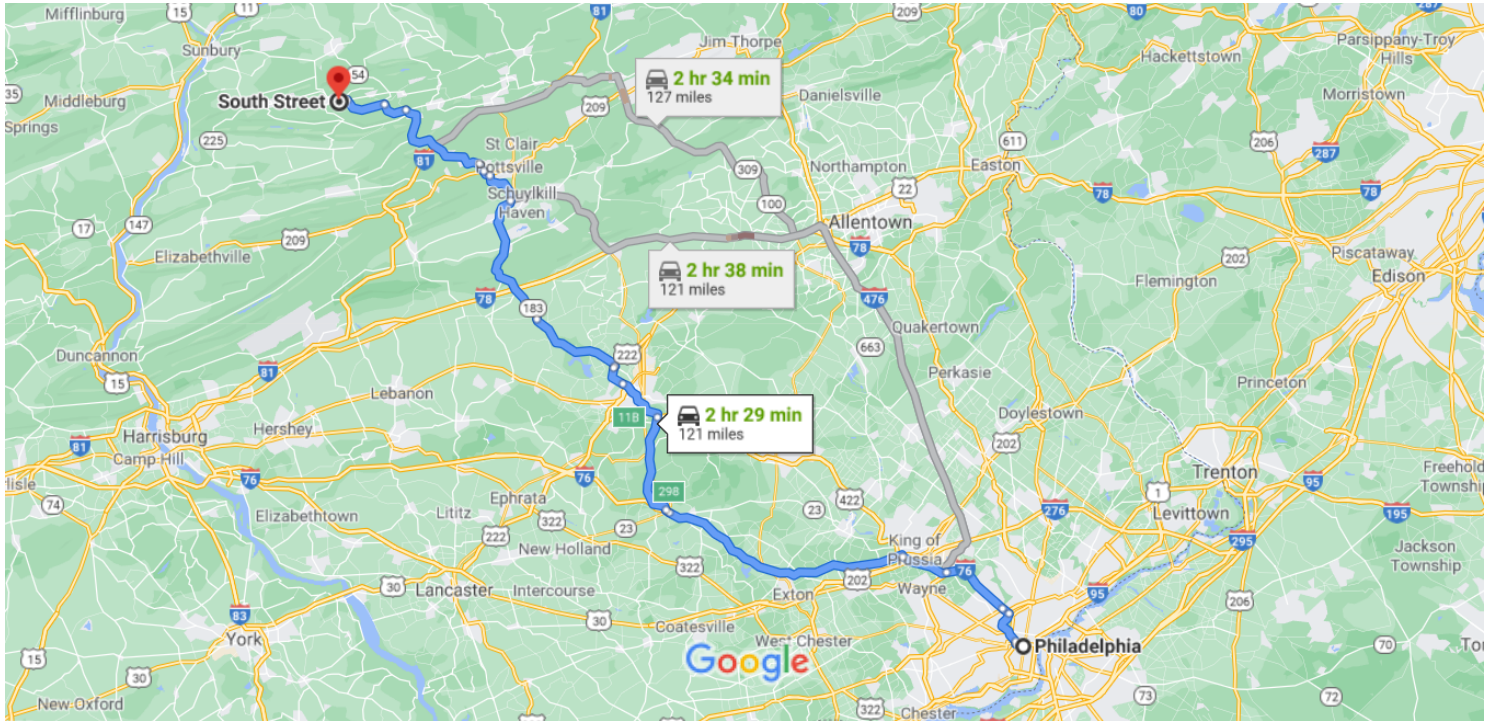 Mifflinburg
15
Sunbury
81
209
80
287
Parsippany-Troy
Hills
Jim Thorpe
Hackettstown
54
2 hr 34 min
127 miles
South Street
Middleburg
35
Springs
209
Danielsville
Morristown
225
St Clair
Pottsville
81
611
206
287
Northampton
22
Easton
309
78
Schuylkill
Haven
100
78
17
147
Allentown
78
Elizabethville
209
2 hr 38 min
121 miles
Piscataway
202
Edison
Flemington
78
476
183
Quakertown
663
Duncannon
15
81
222
Perkasie
Princeton
Lebanon
2 hr 29 min
121 miles
11B
Doylestown
202
81
Harrisburg
Hershey
Camp Hill
76
76
Trenton
95
Freehold
Township
rlisle
74
Ephrata
298
1
Levittown
422
23
276
195
Elizabethtown
Lititz
322
222
23
New Holland
King of
Prussia
295
Jackson
Township
322
76
202
Wayne
95
30
Lancaster
Intercourse
Exton
206
83
York
30
Coatesville
West Chester
Philadelphia
70
To
15
Google
30
New Oxford
322
Chester
73
72